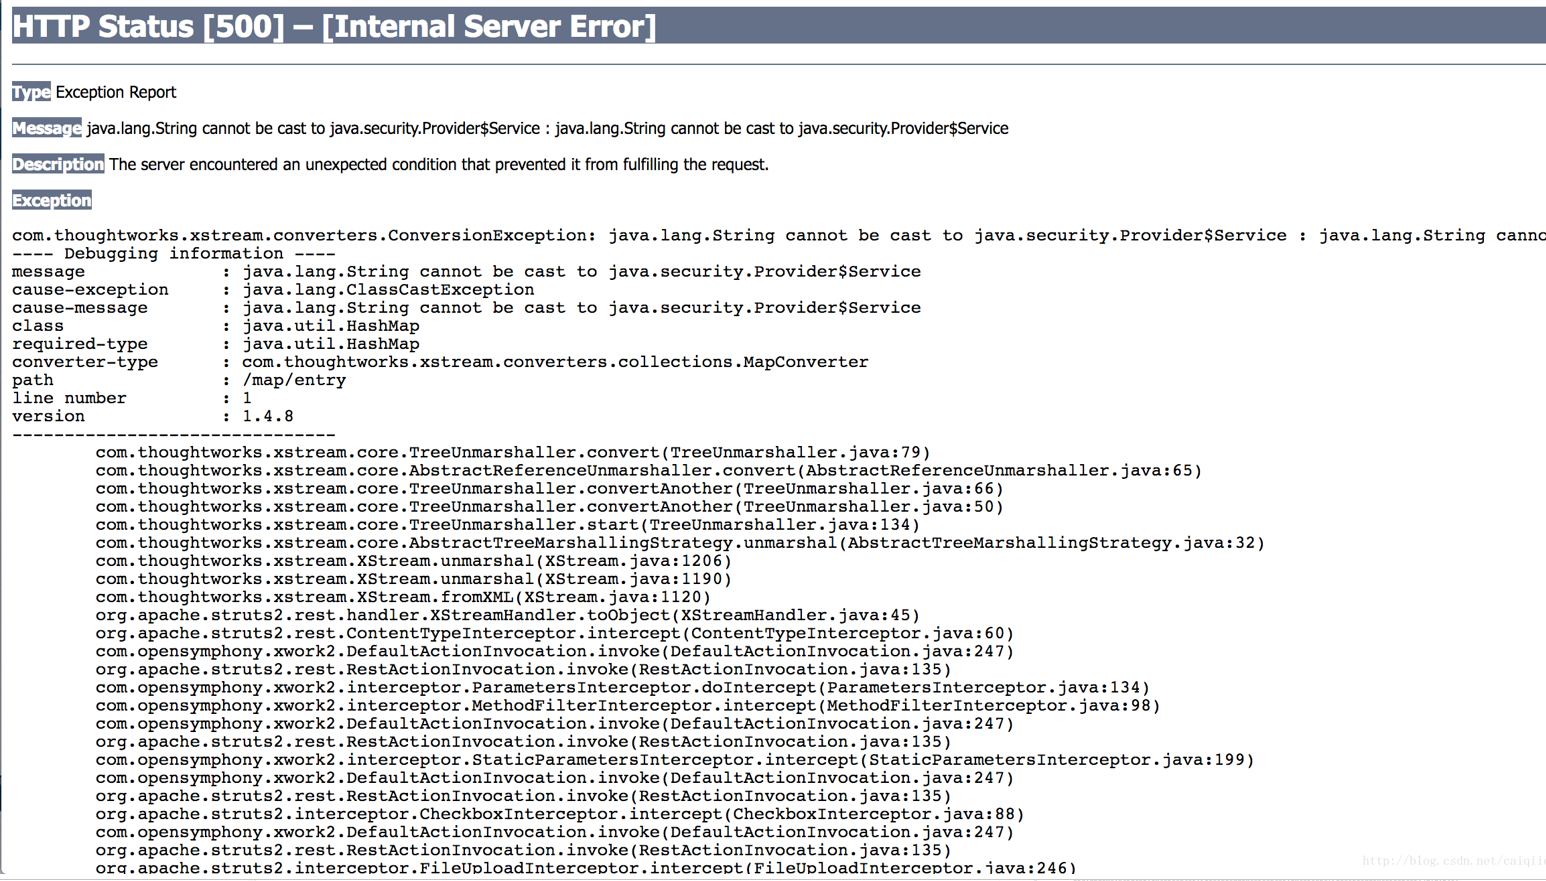 HTTP Status [500] – [Internal Server Error]
Type Exception Report
Message java.lang.String cannot be cast to java.security.Provider$Service : java.lang.String cannot be cast to java.security.Provider$Service
Description The server encountered an unexpected condition that prevented it from fulfilling the request.
Exception
com.thoughtworks.xstream.converters.ConversionException: java.lang.String cannot be cast to java.security.Provider$Service : java.lang.String canno
---- Debugging information ----
message : java.lang.String cannot be cast to java.security.Provider$Service
cause-exception : java.lang.ClassCastException
cause-message : java.lang.String cannot be cast to java.security.Provider$Service
class : java.util.HashMap
required-type : java.util.HashMap
converter-type : com.thoughtworks.xstream.converters.collections.MapConverter
path : /map/entry
line number : 1
version : 1.4.8
-------------------------------
com.thoughtworks.xstream.core.TreeUnmarshaller.convert(TreeUnmarshaller.java:79)
com.thoughtworks.xstream.core.AbstractReferenceUnmarshaller.convert(AbstractReferenceUnmarshaller.java:65)
com.thoughtworks.xstream.core.TreeUnmarshaller.convertAnother(TreeUnmarshaller.java:66)
com.thoughtworks.xstream.core.TreeUnmarshaller.convertAnother(TreeUnmarshaller.java:50)
com.thoughtworks.xstream.core.TreeUnmarshaller.start(TreeUnmarshaller.java:134)
com.thoughtworks.xstream.core.AbstractTreeMarshallingStrategy.unmarshal(AbstractTreeMarshallingStrategy.java:32)
com.thoughtworks.xstream.XStream.unmarshal(XStream.java:1206)
com.thoughtworks.xstream.XStream.unmarshal(XStream.java:1190)
com.thoughtworks.xstream.XStream.fromXML(XStream.java:1120)
org.apache.struts2.rest.handler.XStreamHandler.toObject(XStreamHandler.java:45)
org.apache.struts2.rest.ContentTypeInterceptor.intercept(ContentTypeInterceptor.java:60)
com.opensymphony.xwork2.DefaultActionInvocation.invoke(DefaultActionInvocation.java:247)
org.apache.struts2.rest.RestActionInvocation.invoke(RestActionInvocation.java:135)
com.opensymphony.xwork2.interceptor.ParametersInterceptor.doIntercept(ParametersInterceptor.java:134)
com.opensymphony.xwork2.interceptor.MethodFilterInterceptor.intercept(MethodFilterInterceptor.java:98)
com.opensymphony.xwork2.DefaultActionInvocation.invoke(DefaultActionInvocation.java:247)
org.apache.struts2.rest.RestActionInvocation.invoke(RestActionInvocation.java:135)
com.opensymphony.xwork2.interceptor.StaticParametersInterceptor.intercept(StaticParametersInterceptor.java:199)
com.opensymphony.xwork2.DefaultActionInvocation.invoke(DefaultActionInvocation.java:247)
org.apache.struts2.rest.RestActionInvocation.invoke(RestActionInvocation.java:135)
org.apache.struts2.interceptor.CheckboxInterceptor.intercept(CheckboxInterceptor.java:88)
com.opensymphony.xwork2.DefaultActionInvocation.invoke(DefaultActionInvocation.java:247)
org.apache.struts2.rest.RestActionInvocation.invoke(RestActionInvocation.java:135)
org.apache.struts2.interceptor.FileUploadInterceptor.intercept(FileUploadInterceptor.java:246)